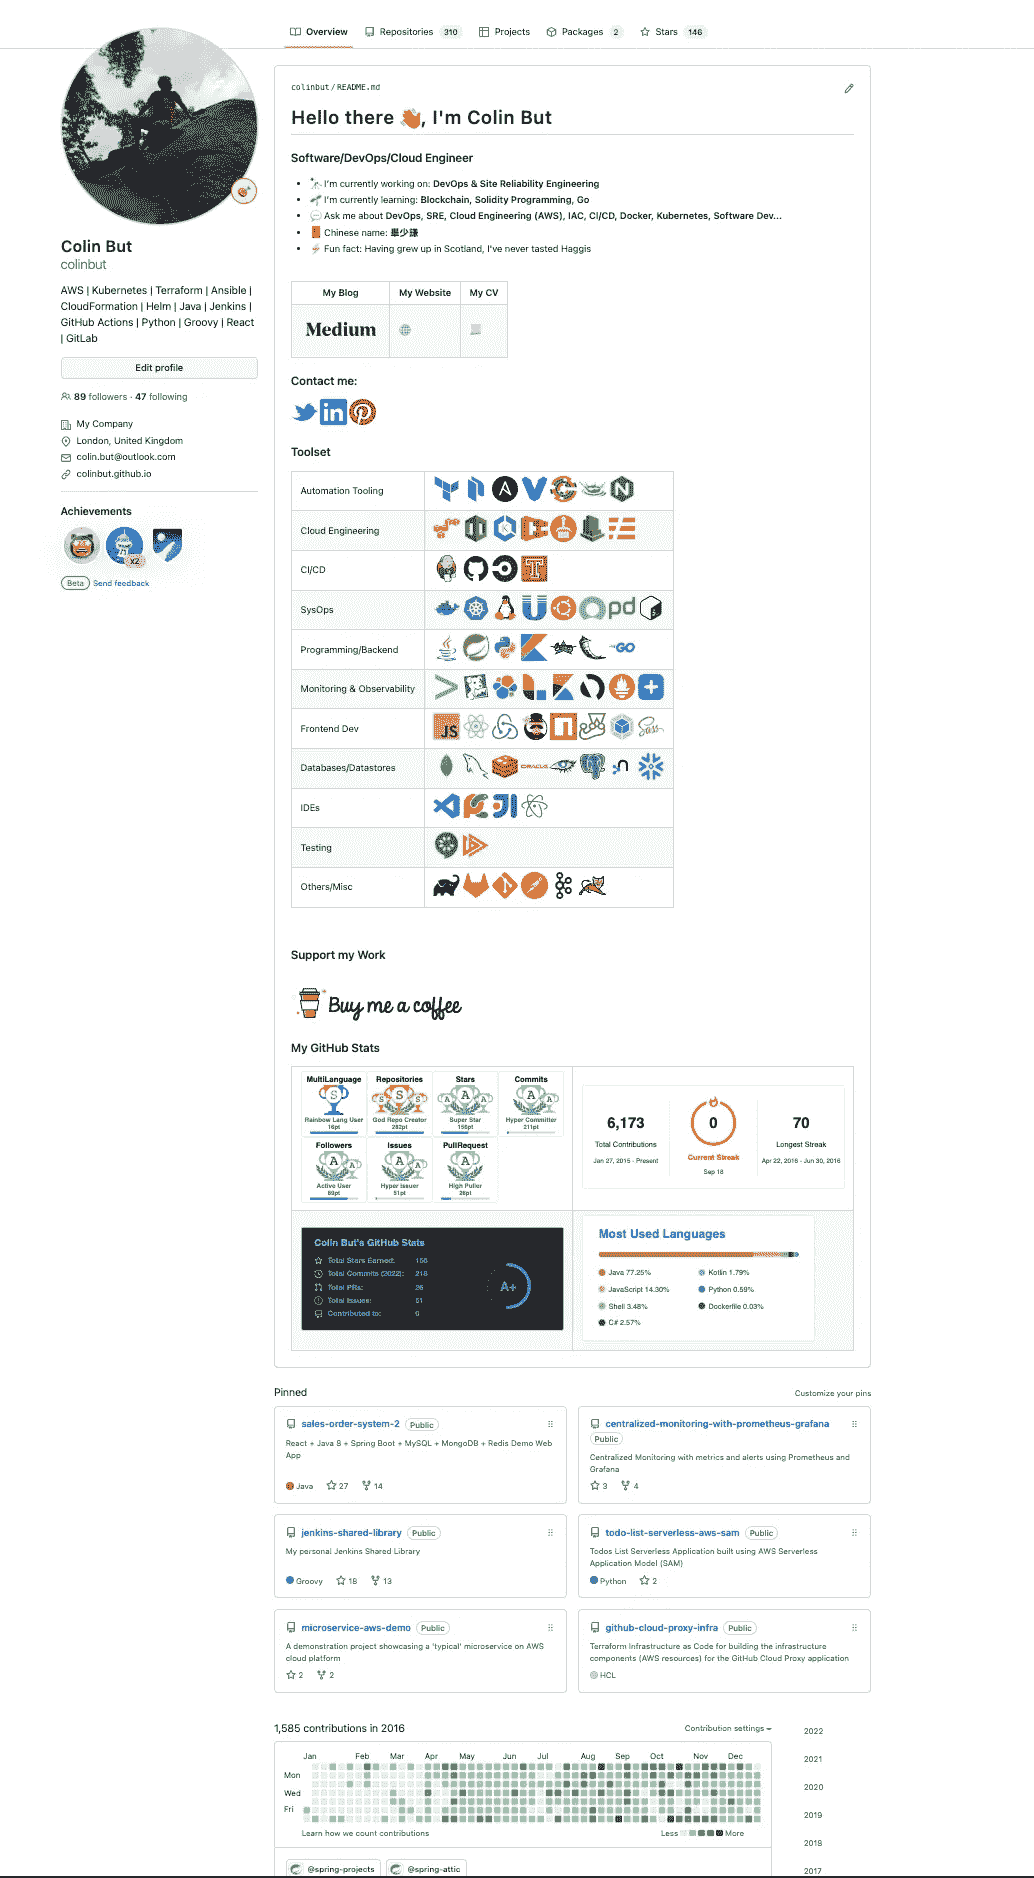 Overview
Repositories 310
Projects
Packages 2
Stars 146
colinbut/README.md
Hello there 👋, I'm Colin But
Software/DevOps/Cloud Engineer
I'm currently working on: DevOps & Site Reliability Engineering
I'm currently learning: Blockchain, Solidity Programming, Go
Ask me about DevOps, SRE, Cloud Engineering (AWS), IAC, CI/CD, Docker, Kubernetes, Software Dev...
Chinese name: 畢少鎌
Fun fact: Having grew up in Scotland, I've never tasted Haggis
My Blog My Website My CV
Medium
Contact me:
in
Toolset
Automation Tooling
Cloud Engineering
CI/CD
SysOps
pd
Programming/Backend
GO
Monitoring & Observability
Frontend Dev
JS
Sass
Databases/Datastores
ORACLE
IDEs
Testing
Others/Misc
Support my Work
Buy me a coffee
My GitHub Stats
MultiLanguage
S
Rainbow Lang User
16pt
Repositories
S
God Repo Creator
282pt
Stars
A
Super Star
156pt
Commits
A
Hyper Committer
211pt
Followers
A
Active User
89pt
Issues
A
Hyper Issuer
51pt
PullRequest
A
High Puller
26pt
6,173
Total Contributions
Jan 27, 2015 - Present
0
Current Streak
Sep 18
70
Longest Streak
Apr 22, 2016 - Jun 30, 2016
Colin But's GitHub Stats
Total Stars Earned: 156
Total Commits (2022): 218
Total PRs: 26
Total Issues: 51
Contributed to:
A+
Most Used Languages
Java 77.25%
JavaScript 14.30%
Shell 3.48%
C# 2.57%
Kotlin 1.79%
Python 0.59%
Dockerfile 0.03%
Colin But
colinbut
AWS | Kubernetes | Terraform | Ansible |
CloudFormation | Helm | Java | Jenkins |
GitHub Actions | Python | Groovy | React
| GitLab
Edit profile
89 followers · 47 following
My Company
London, United Kingdom
colin.but@outlook.com
colinbut.github.io
Achievements
x2
Beta Send feedback
Pinned
Customize your pins
sales-order-system-2 Public
React + Java 8 + Spring Boot + MySQL + MongoDB + Redis Demo Web
App
Java 27 14
centralized-monitoring-with-prometheus-grafana
Public
Centralized Monitoring with metrics and alerts using Prometheus and
Grafana
3 4
jenkins-shared-library Public
My personal Jenkins Shared Library
Groovy 18 13
todo-list-serverless-aws-sam Public
Todos List Serverless Application built using AWS Serverless
Application Model (SAM)
Python 2
microservice-aws-demo Public
A demonstration project showcasing a 'typical' microservice on AWS
cloud platform
2 2
github-cloud-proxy-infra Public
Terraform Infrastructure as Code for building the infrastructure
components (AWS resources) for the GitHub Cloud Proxy application
HCL
1,585 contributions in 2016
Contribution settings
Jan Feb Mar Apr May Jun Jul Aug Sep Oct Nov Dec
Mon
Wed
Fri
Learn how we count contributions
Less More
@spring-projects
@spring-attic
2022
2021
2020
2019
2018
2017